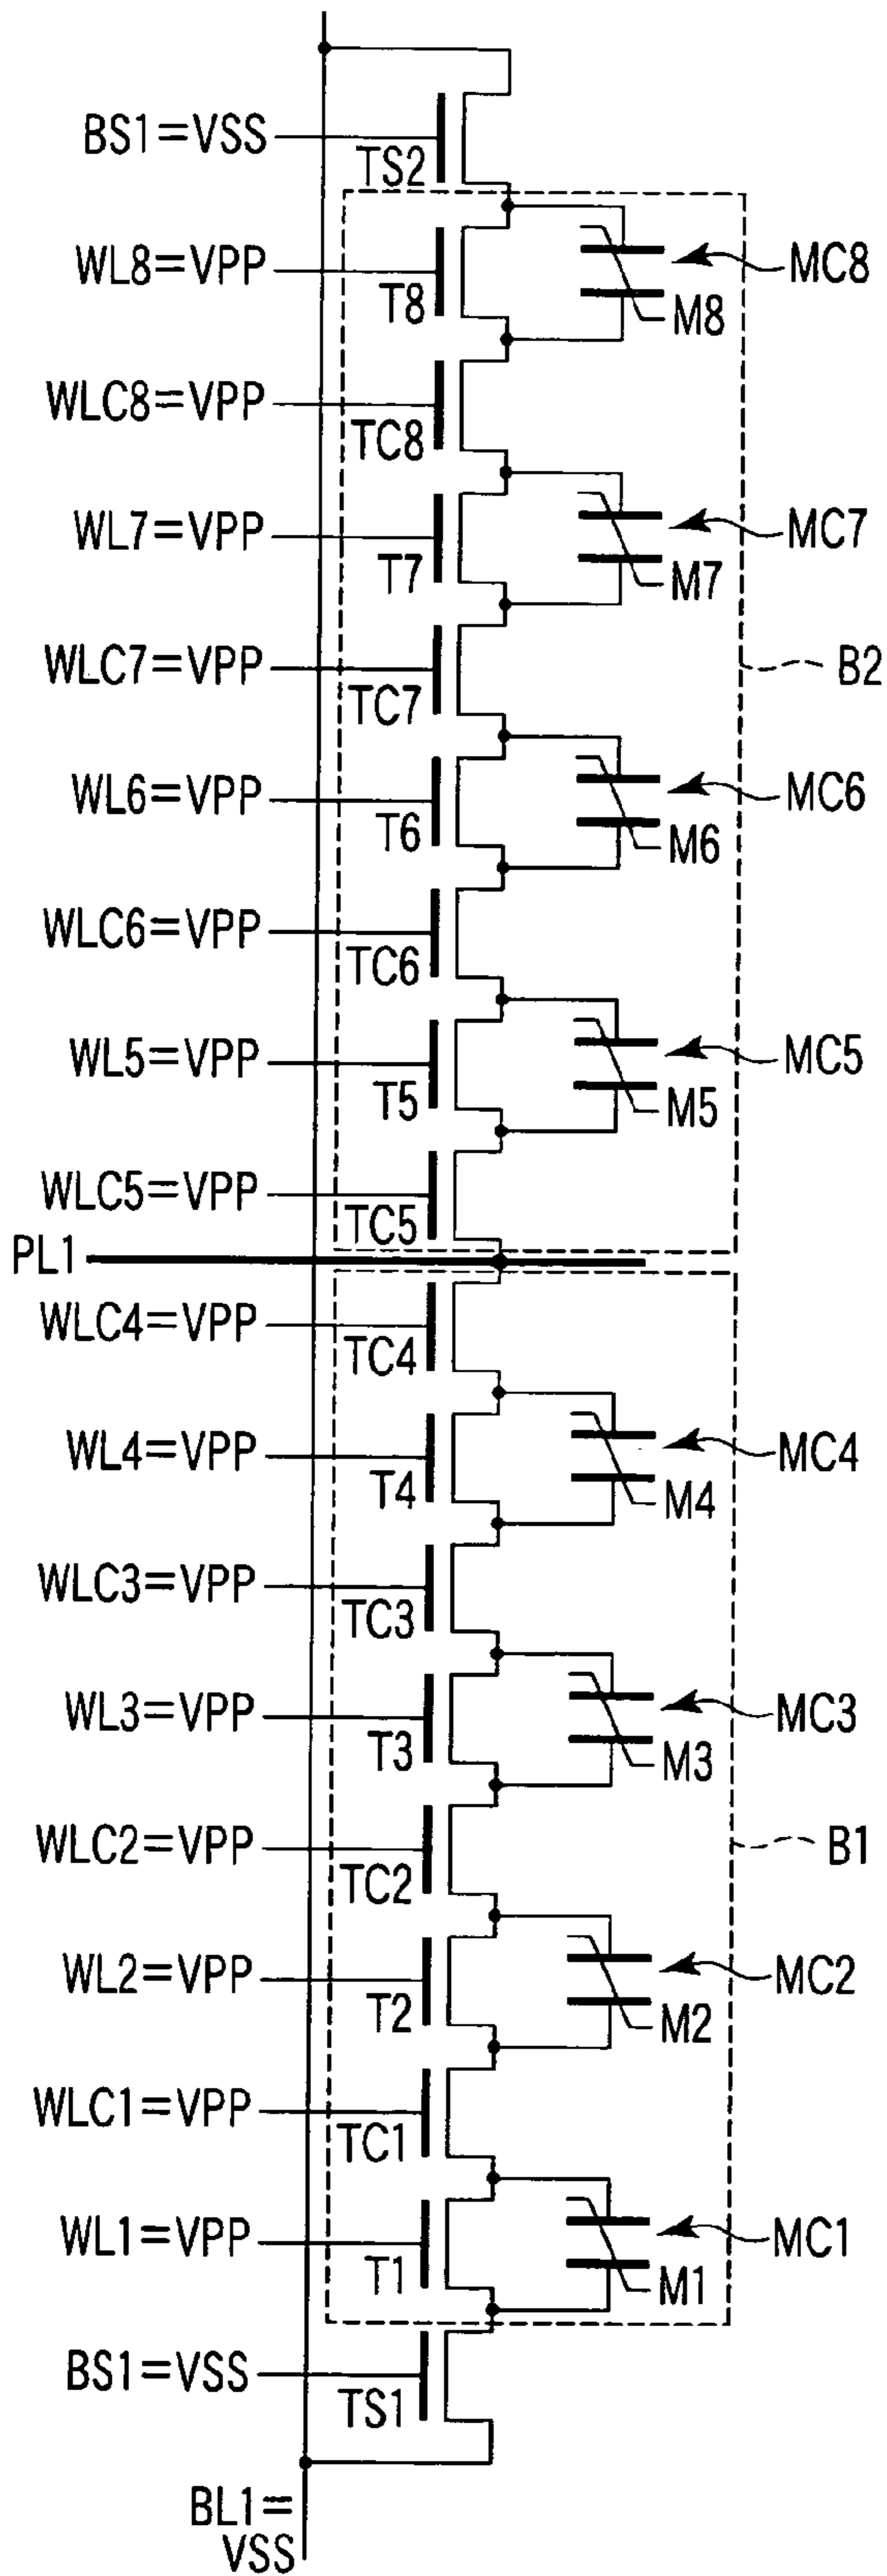 BS1=VSS
TS2
WL8=VPP
T8
M8
MC8
WLC8=VPP
TC8
WL7=VPP
T7
M7
MC7
WLC7=VPP
TC7
B2
WL6=VPP
T6
M6
MC6
WLC6=VPP
TC6
WL5=VPP
T5
M5
MC5
WLC5=VPP
TC5
PL1
WLC4=VPP
TC4
WL4=VPP
T4
M4
MC4
WLC3=VPP
TC3
WL3=VPP
T3
M3
MC3
WLC2=VPP
TC2
B1
WL2=VPP
T2
M2
MC2
WLC1=VPP
TC1
WL1=VPP
T1
M1
MC1
BS1=VSS
TS1
BL1=
VSS